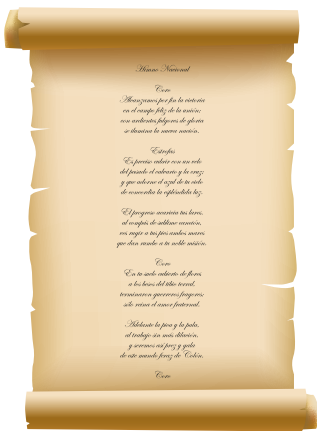 Himno Nacional
Coro
Alcanzamos por fin la victoria
en el campo feliz de la unión;
con ardientes fulgores de gloria
se ilumina la nueva nación.
Estrofas
Es preciso cubrir con un velo
del pasado el calvario y la cruz;
y que adorne el azul de tu cielo
de concordia la espléndida luz.
El progreso acaricia tus lares,
al compás de sublime canción,
ves rugir a tus pies ambos mares
que dan rumbo a tu noble misión.
Coro
En tu suelo cubierto de flores
a los besos del tibio terral,
terminaron guerreros fragores;
sólo reina el amor fraternal.
Adelante la pica y la pala,
al trabajo sin más dilación,
y seremos así prez y gala
de este mundo feraz de Colón.
Coro